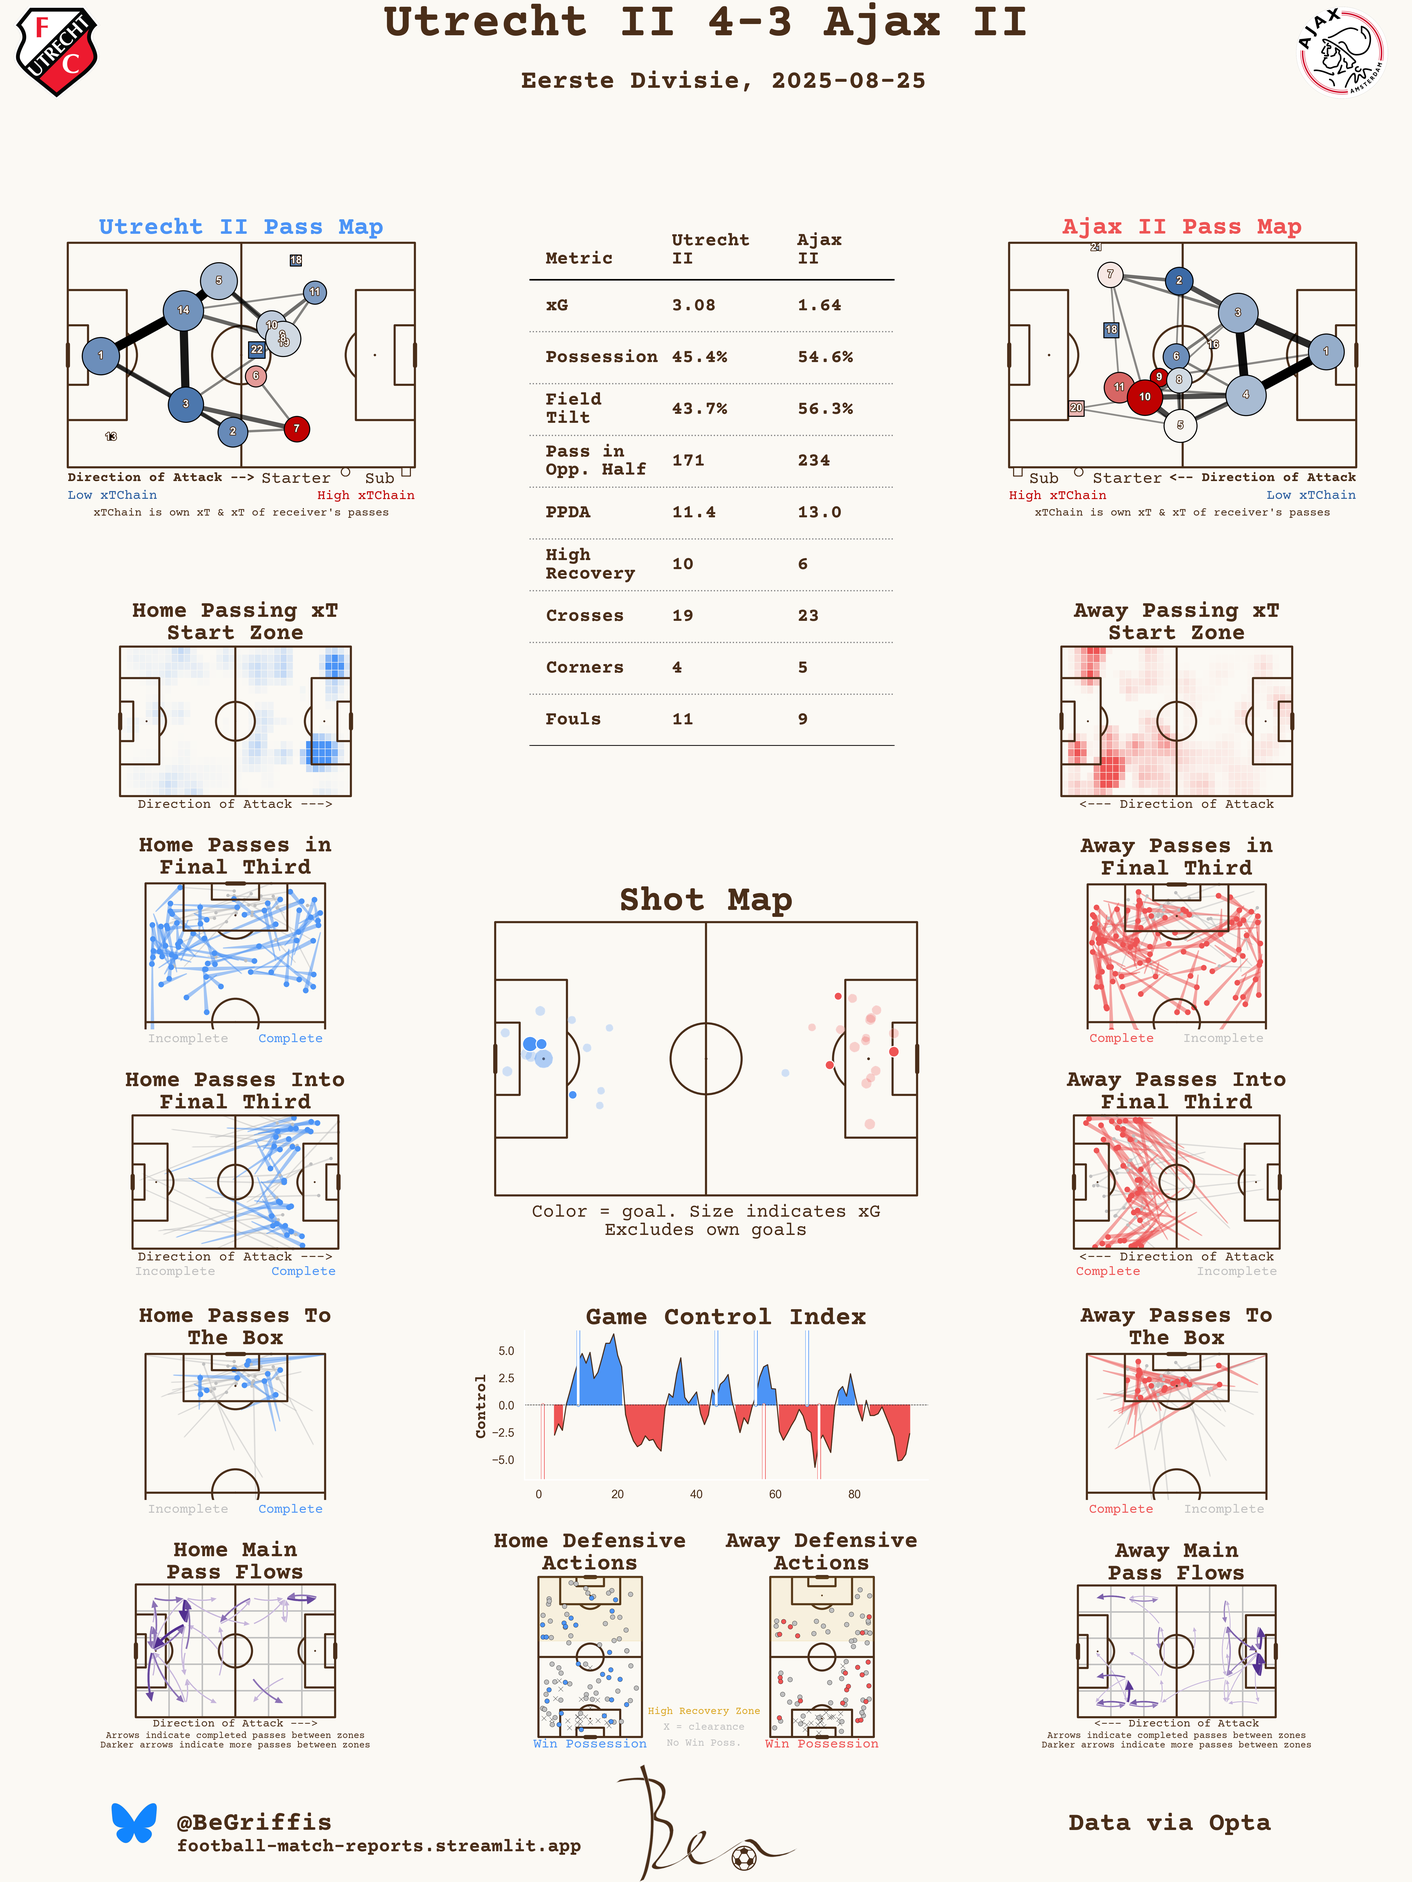 Utrecht II 4-3 Ajax II
Eerste Divisie, 2025-08-25
F
UTRECHT
C
AJAX
AMSTERDAM
Utrecht II Pass Map
18
5
11
14
10
22
1
6
3
2
7
13
Direction of Attack --> Starter Sub
Low xTChain High xTChain
xTChain is own xT & xT of receiver's passes
Metric Utrecht II Ajax II
xG 3.08 1.64
Possession 45.4% 54.6%
Field Tilt 43.7% 56.3%
Pass in Opp. Half 171 234
PPDA 11.4 13.0
High Recovery 10 6
Crosses 19 23
Corners 4 5
Fouls 11 9
Ajax II Pass Map
21
7
2
3
18
16
1
6
9
8
11
10
4
20
5
Sub Starter <-- Direction of Attack
High xTChain Low xTChain
xTChain is own xT & xT of receiver's passes
Home Passing xT
Start Zone
Direction of Attack --->
Away Passing xT
Start Zone
<--- Direction of Attack
Home Passes in
Final Third
Incomplete Complete
Away Passes in
Final Third
Complete Incomplete
Shot Map
Color = goal. Size indicates xG
Excludes own goals
Home Passes Into
Final Third
Direction of Attack --->
Incomplete Complete
Away Passes Into
Final Third
<--- Direction of Attack
Complete Incomplete
Home Passes To
The Box
Incomplete Complete
Game Control Index
Control
5.0
2.5
0.0
−2.5
−5.0
0 20 40 60 80
Away Passes To
The Box
Complete Incomplete
Home Main
Pass Flows
Direction of Attack --->
Arrows indicate completed passes between zones
Darker arrows indicate more passes between zones
Home Defensive
Actions
Win Possession
Away Defensive
Actions
Win Possession
High Recovery Zone
X = clearance
No Win Poss.
Away Main
Pass Flows
<--- Direction of Attack
Arrows indicate completed passes between zones
Darker arrows indicate more passes between zones
@BeGriffis
football-match-reports.streamlit.app
Ben
Data via Opta